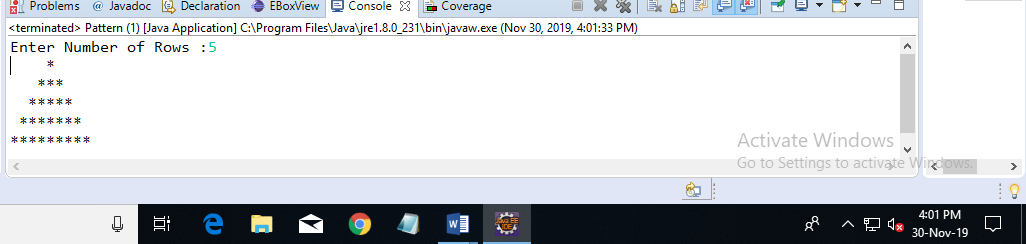 Problems @ Javadoc Declaration EBoxView Console Coverage
<terminated> Pattern (1) [Java Application] C:\Program Files\Java\jre1.8.0_231\bin\javaw.exe (Nov 30, 2019, 4:01:33 PM)
Enter Number of Rows :5
    *
   ***
  *****
 *******
*********
Activate Windows
Go to Settings to activate Windows.
4:01 PM
30-Nov-19